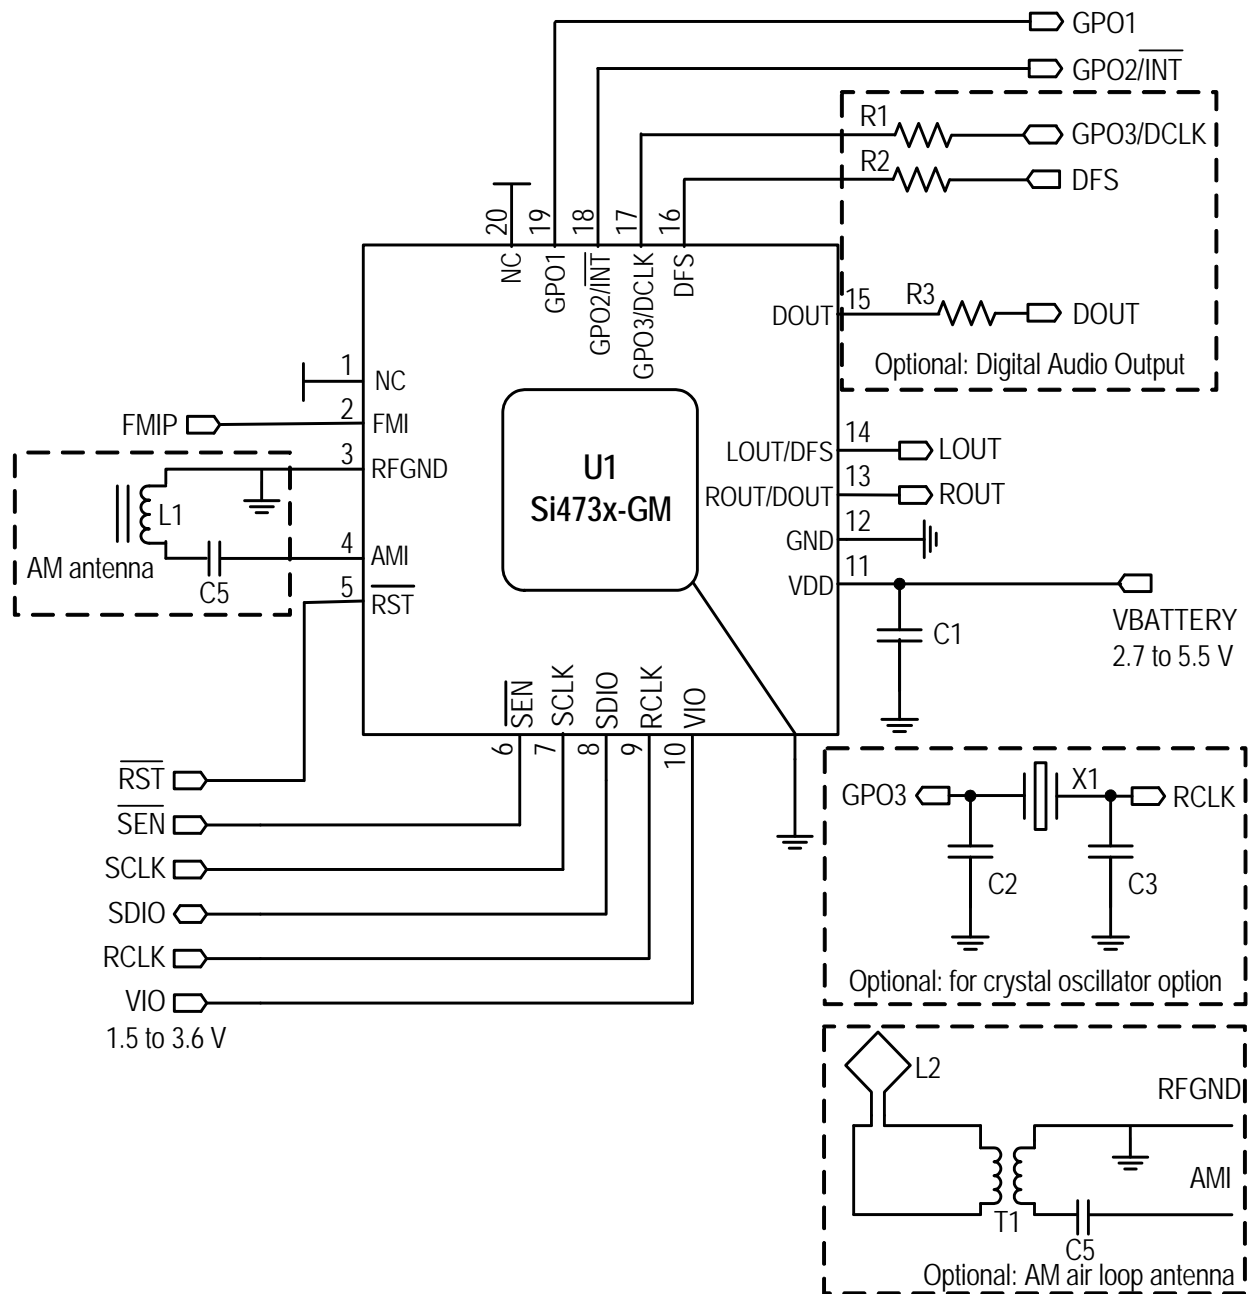 GPO1
GPO2/INT
R1
GPO3/DCLK
R2
DFS
20
19
18
17
16
NC
GPO1
GPO2/INT
GPO3/DCLK
DFS
DOUT
15
R3
DOUT
Optional: Digital Audio Output
1
NC
FMIP
2
FMI
3
RFGND
L1
AM antenna
C5
4
AMI
5
RST
U1
Si473x-GM
LOUT/DFS
14
LOUT
ROUT/DOUT
13
ROUT
GND
12
VDD
11
C1
VBATTERY
2.7 to 5.5 V
SEN
SCLK
SDIO
RCLK
VIO
6
7
8
9
10
RST
SEN
SCLK
SDIO
RCLK
VIO
1.5 to 3.6 V
GPO3
X1
RCLK
C2
C3
Optional: for crystal oscillator option
L2
RFGND
AMI
T1
C5
Optional: AM air loop antenna